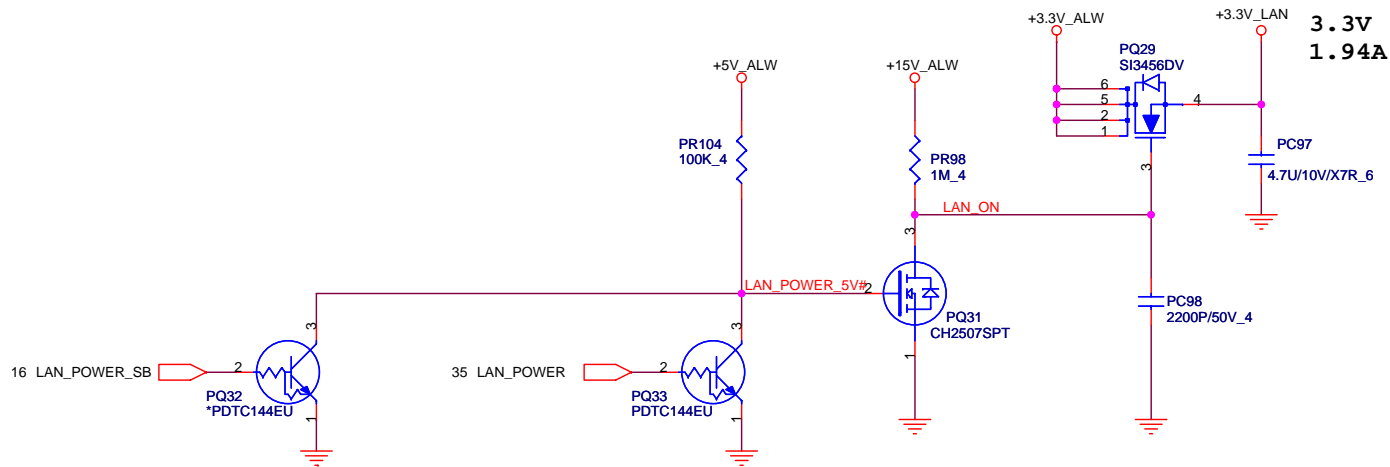 +3.3V_ALW
+3.3V_LAN
3.3V
1.94A
PQ29
SI3456DV
6
5
2
1
4
3
+5V_ALW
+15V_ALW
PR104
100K_4
PR98
1M_4
PC97
4.7U/10V/X7R_6
LAN_ON
3
LAN_POWER_5V#
2
PQ31
CH2507SPT
1
PC98
2200P/50V_4
16 LAN_POWER_SB
2
3
PQ32
*PDTC144EU
1
35 LAN_POWER
2
3
PQ33
PDTC144EU
1